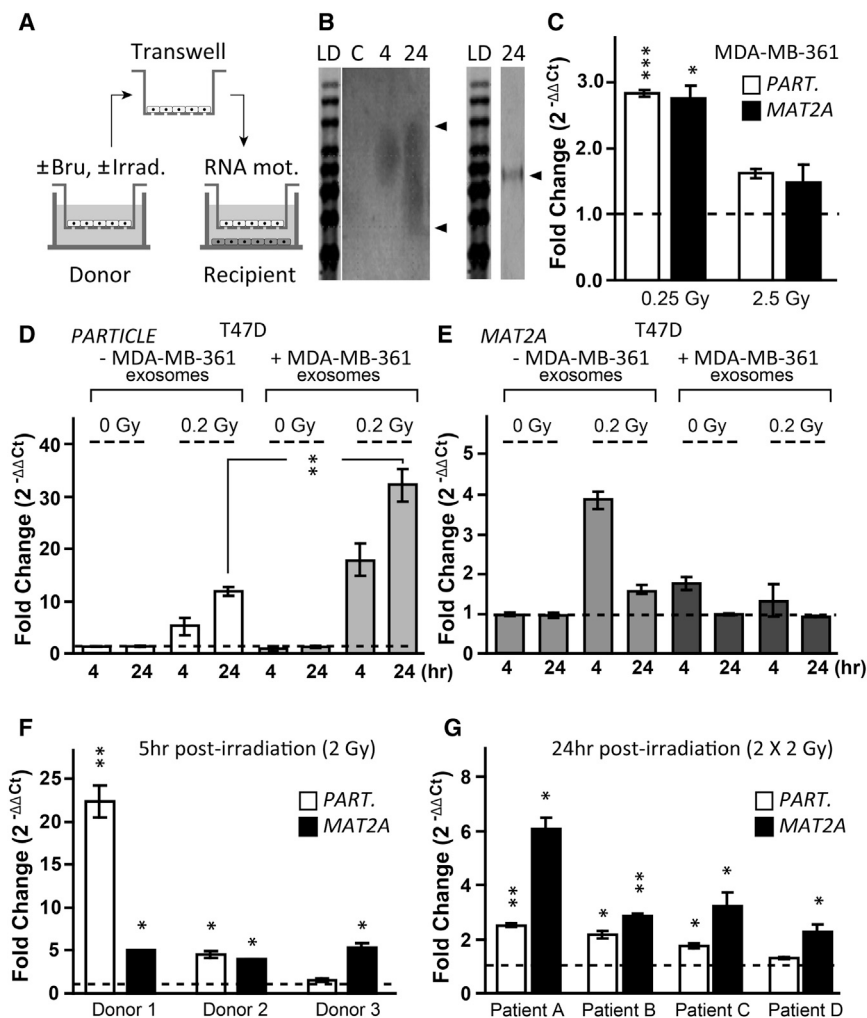 A
Transwell
±Bru, ±Irrad.
RNA mot.
Donor
Recipient
B
LD C 4 24
LD 24
C
MDA-MB-361
PART.
MAT2A
Fold Change (2 -ΔΔCt)
3.0
2.0
1.0
0.0
***
*
0.25 Gy
2.5 Gy
D
PARTICLE
T47D
- MDA-MB-361 exosomes
+ MDA-MB-361 exosomes
0 Gy
0.2 Gy
0 Gy
0.2 Gy
**
Fold Change (2 -ΔΔCt)
40
30
20
10
0
4 24 4 24 4 24 4 24 (hr)
E
MAT2A
T47D
- MDA-MB-361 exosomes
+ MDA-MB-361 exosomes
0 Gy
0.2 Gy
0 Gy
0.2 Gy
Fold Change (2 -ΔΔCt)
5
4
3
2
1
0
4 24 4 24 4 24 4 24 (hr)
F
5hr post-irradiation (2 Gy)
PART.
MAT2A
Fold Change (2 -ΔΔCt)
25
20
15
10
5
0
**
*
*
*
*
Donor 1
Donor 2
Donor 3
G
24hr post-irradiation (2 X 2 Gy)
PART.
MAT2A
Fold Change (2 -ΔΔCt)
8
6
4
2
0
**
*
*
**
*
*
*
Patient A
Patient B
Patient C
Patient D